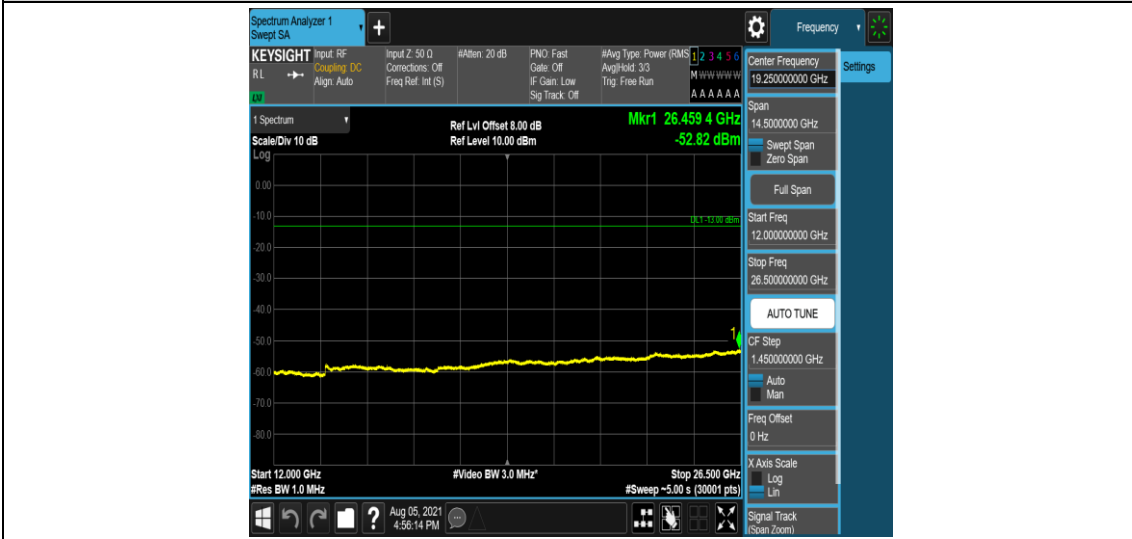 Spectrum Analyzer 1
Swept SA
+
Frequency
KEYSIGHT
RL
Input: RF
Coupling: DC
Align: Auto
Input Z: 50 Ω
Corrections: Off
Freq Ref: Int (S)
#Atten: 20 dB
PNO: Fast
Gate: Off
IF Gain: Low
Sig Track: Off
#Avg Type: Power (RMS
Avg|Hold: 3/3
Trig: Free Run
1 2 3 4 5 6
M W W W W W
A A A A A A
1 Spectrum
Scale/Div 10 dB
Log
Ref Lvl Offset 8.00 dB
Ref Level 10.00 dBm
Mkr1 26.459 4 GHz
-52.82 dBm
0.00
-10.0
DL1 -13.00 dBm
-20.0
-30.0
-40.0
-50.0
1
-60.0
-70.0
-80.0
Start 12.000 GHz
#Res BW 1.0 MHz
#Video BW 3.0 MHz*
Stop 26.500 GHz
#Sweep ~5.00 s (30001 pts)
?
Aug 05, 2021
4:56:14 PM
Center Frequency
19.250000000 GHz
Settings
Span
14.5000000 GHz
Swept Span
Zero Span
Full Span
Start Freq
12.000000000 GHz
Stop Freq
26.500000000 GHz
AUTO TUNE
CF Step
1.450000000 GHz
Auto
Man
Freq Offset
0 Hz
X Axis Scale
Log
Lin
Signal Track
(Span Zoom)